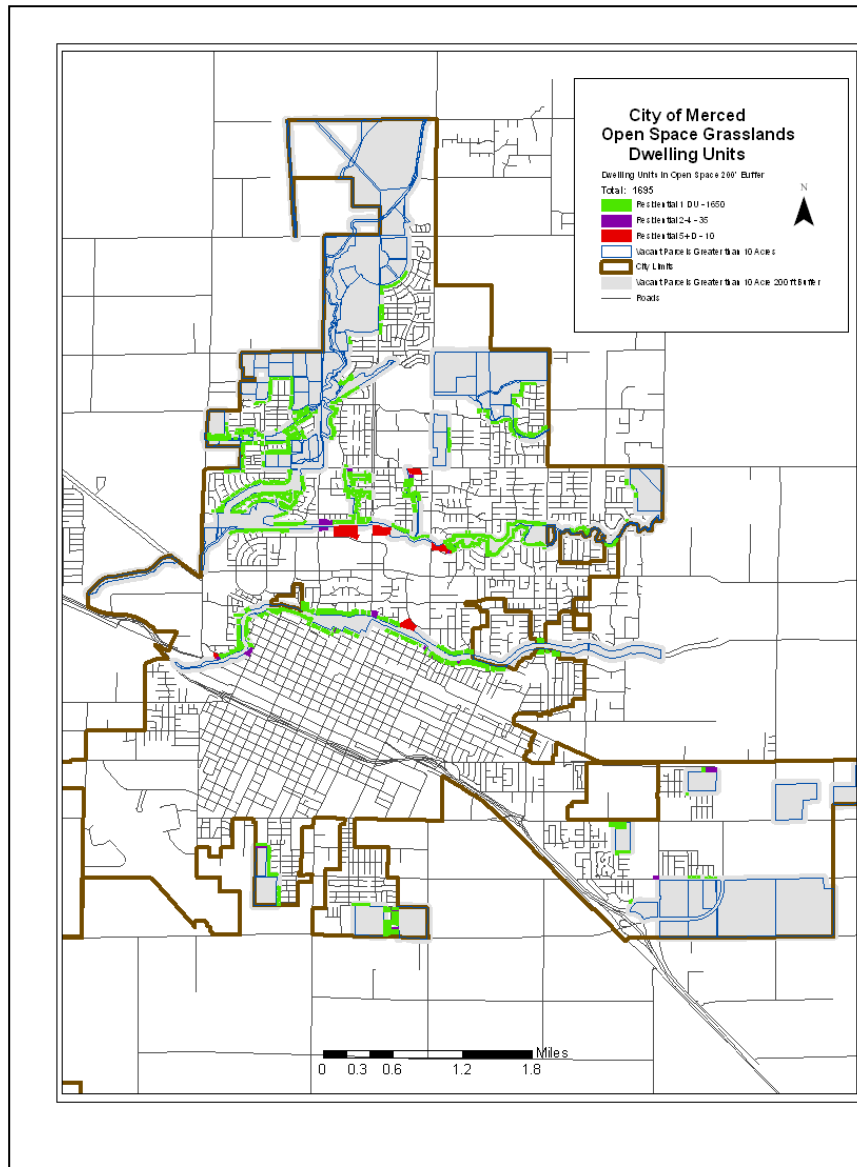 City of Merced
Open Space Grasslands
Dwelling Units
Dwelling Units in Open Space 200' Buffer
Total: 1695
N
Residential 1 DU - 1650
Residential 2-4 - 35
Residential 5+ D - 10
Vacant Parcels Greater than 10 Acres
City Limits
Vacant Parcels Greater than 10 Acre 200 ft Buffer
Roads
Miles
0 0.3 0.6 1.2 1.8